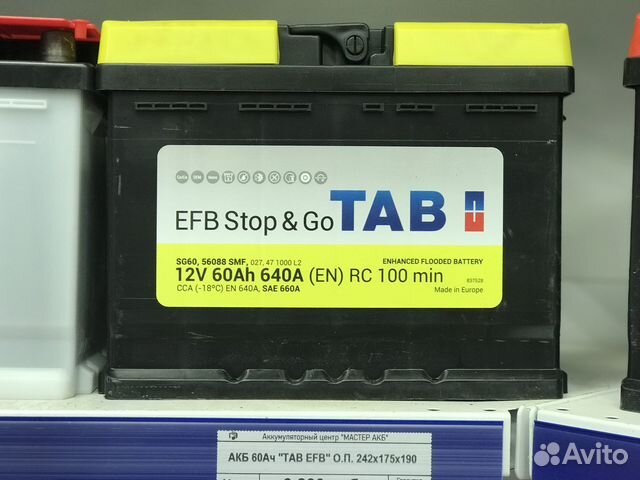 EFB Stop & Go TAB
SG60, 56088 SMF, 027, 47 1000 L2
ENHANCED FLOODED BATTERY
12V 60Ah 640A (EN) RC 100 min
837528
CCA (-18ºC) EN 640A, SAE 660A
Made in Europe
Аккумуляторный центр "МАСТЕР АКБ"
АКБ 60Ач "TAB EFB" О.П. 242x175x190
Avito